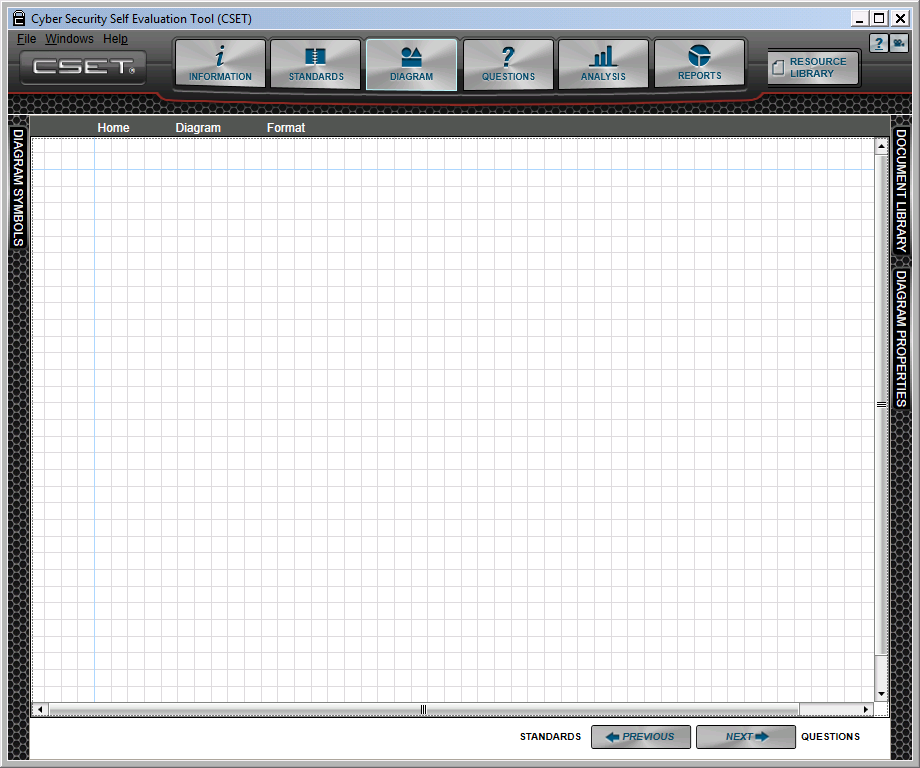 Cyber Security Self Evaluation Tool (CSET)
File Windows Help
CSET
INFORMATION
STANDARDS
DIAGRAM
QUESTIONS
ANALYSIS
REPORTS
RESOURCE
LIBRARY
Home Diagram Format
DIAGRAM SYMBOLS
DOCUMENT LIBRARY
DIAGRAM PROPERTIES
STANDARDS PREVIOUS NEXT QUESTIONS